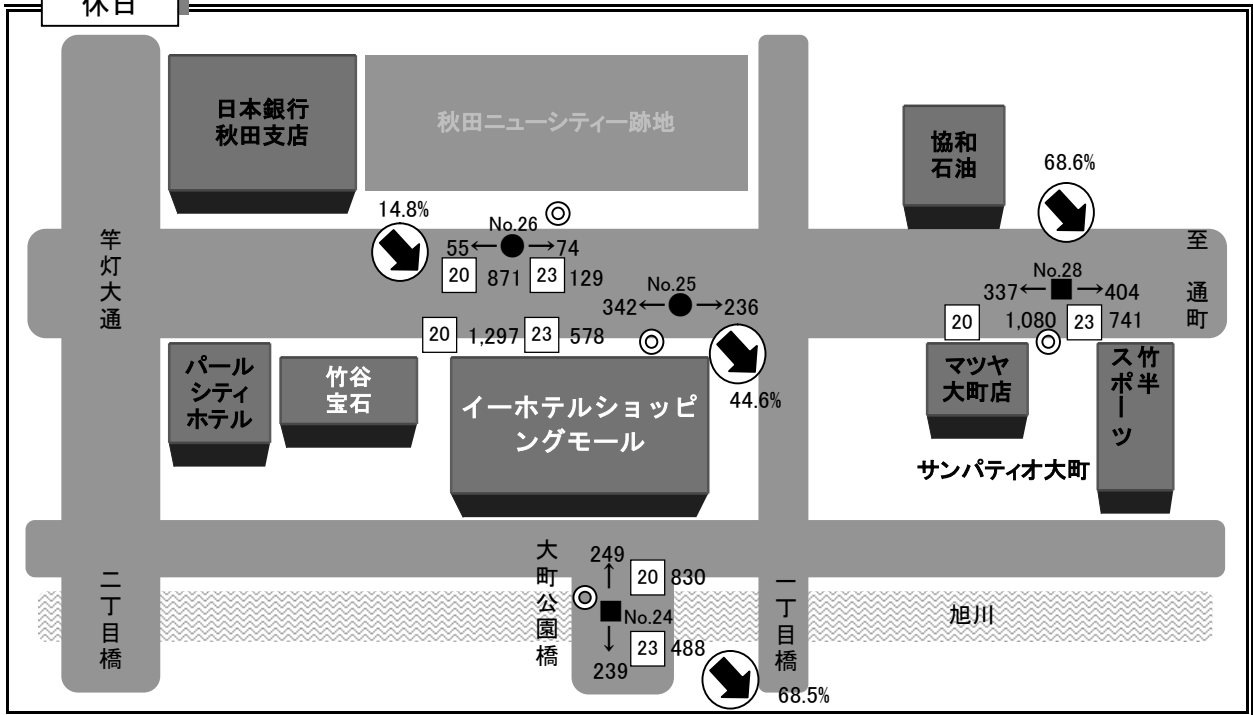 休日
日本銀行
秋田支店
秋田ニューシティー跡地
協和
石油
68.6%
14.8%
No.26
55←●→74
20 871 23 129
竿灯大通
No.25
342←●→236
20 1,297 23 578
44.6%
至通町
No.28
337←■→404
20 1,080 23 741
パール
シティ
ホテル
竹谷
宝石
イーホテルショッピ
ングモール
マツヤ
大町店
竹半
スポーツ
サンパティオ大町
二丁目橋
大町公園橋
249
↑
20 830
■No.24
↓
23 488
239
68.5%
一丁目橋
旭川